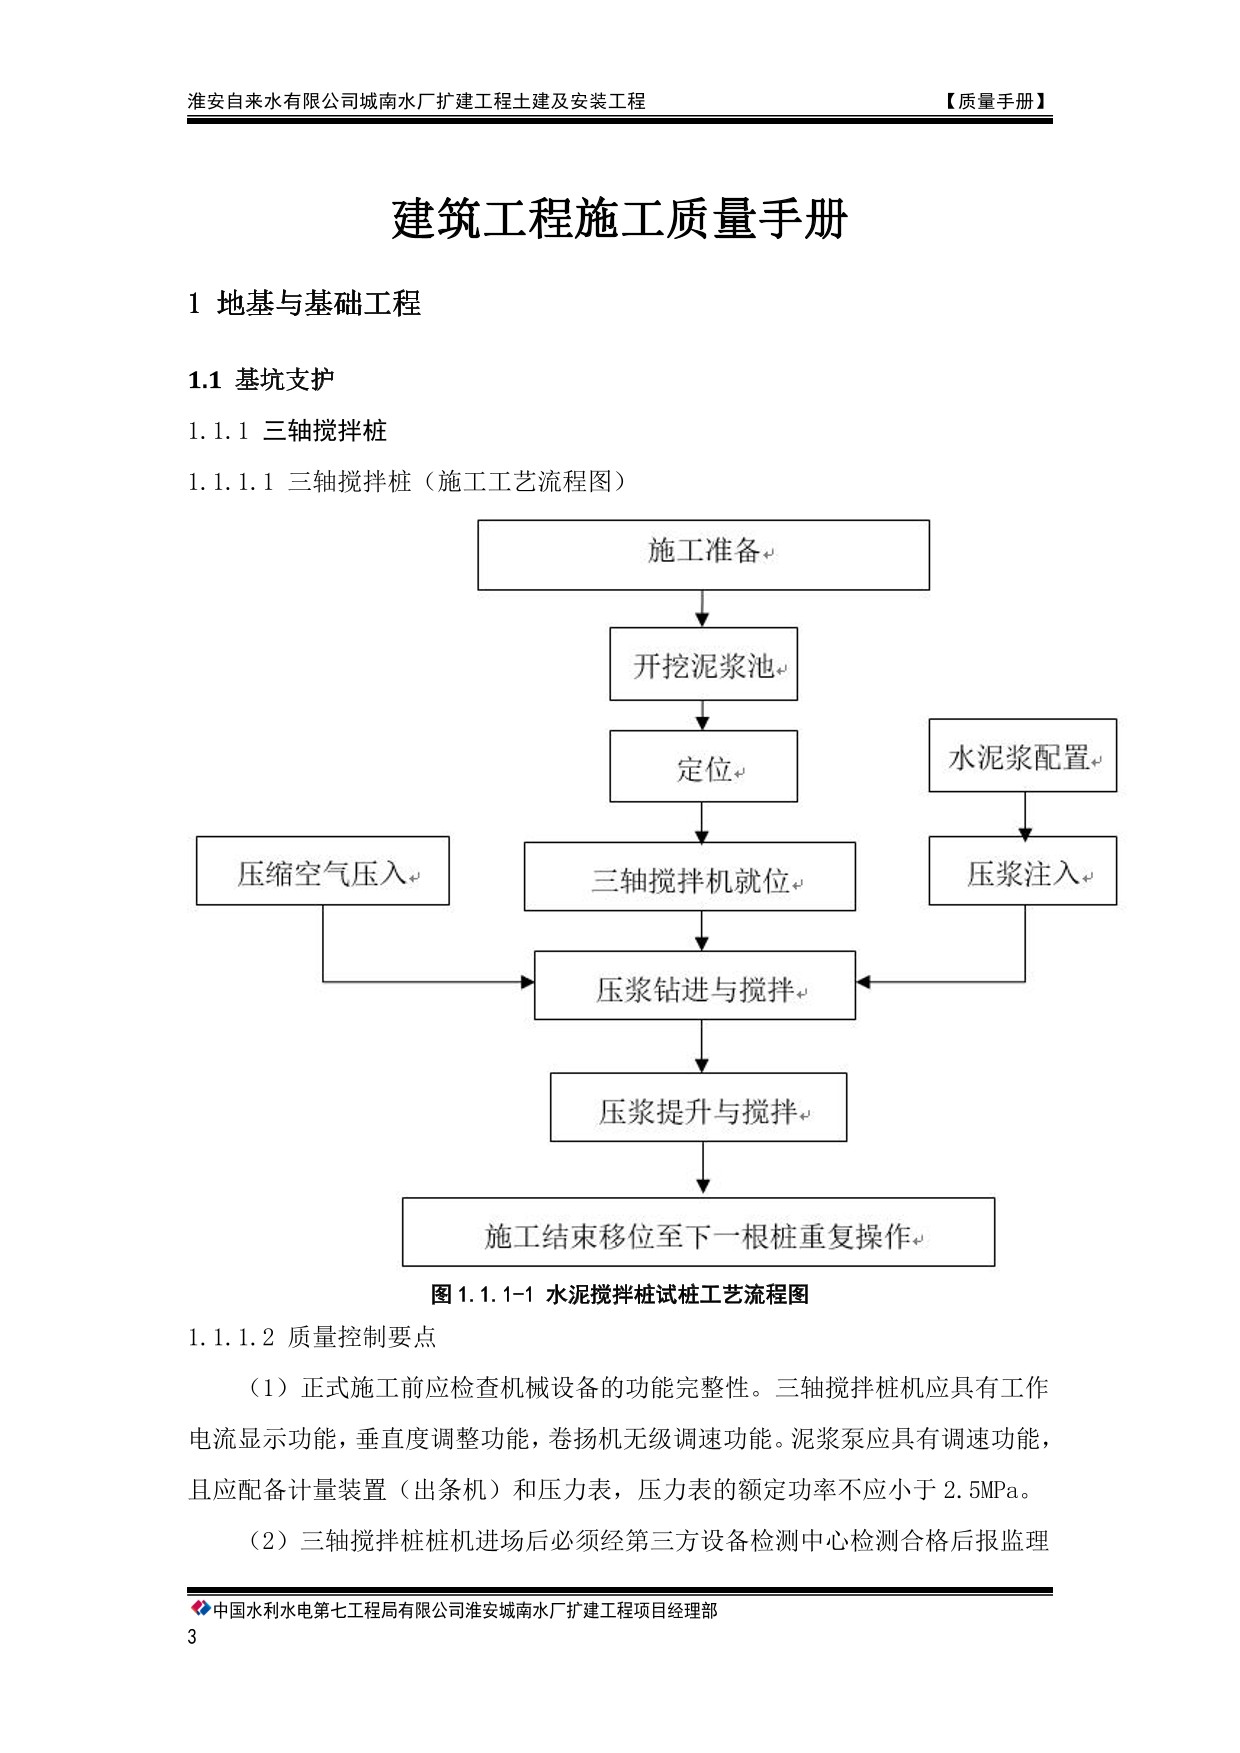 淮安自来水有限公司城南水厂扩建工程土建及安装工程 【质量手册】
建筑工程施工质量手册
1 地基与基础工程
1.1 基坑支护
1.1.1 三轴搅拌桩
1.1.1.1 三轴搅拌桩（施工工艺流程图）
施工准备
开挖泥浆池
定位
水泥浆配置
压缩空气压入
三轴搅拌机就位
压浆注入
压浆钻进与搅拌
压浆提升与搅拌
施工结束移位至下一根桩重复操作
图1.1.1-1 水泥搅拌桩试桩工艺流程图
1.1.1.2 质量控制要点
（1）正式施工前应检查机械设备的功能完整性。三轴搅拌桩机应具有工作
电流显示功能，垂直度调整功能，卷扬机无级调速功能。泥浆泵应具有调速功能，
且应配备计量装置（出条机）和压力表，压力表的额定功率不应小于 2.5MPa。
（2）三轴搅拌桩桩机进场后必须经第三方设备检测中心检测合格后报监理
中国水利水电第七工程局有限公司淮安城南水厂扩建工程项目经理部
3